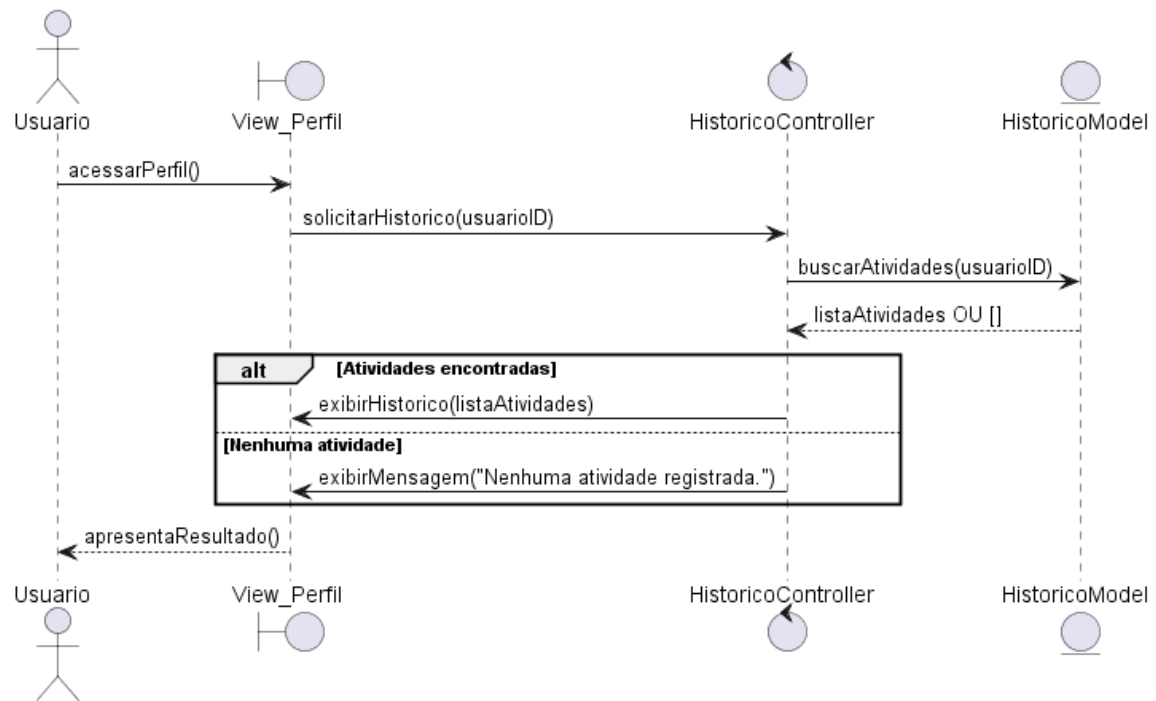 Usuario
View_Perfil
HistoricoController
HistoricoModel
acessarPerfil()
solicitarHistorico(usuarioID)
buscarAtividades(usuarioID)
listaAtividades OU []
alt
[Atividades encontradas]
exibirHistorico(listaAtividades)
[Nenhuma atividade]
exibirMensagem("Nenhuma atividade registrada.")
apresentaResultado()
Usuario
View_Perfil
HistoricoController
HistoricoModel